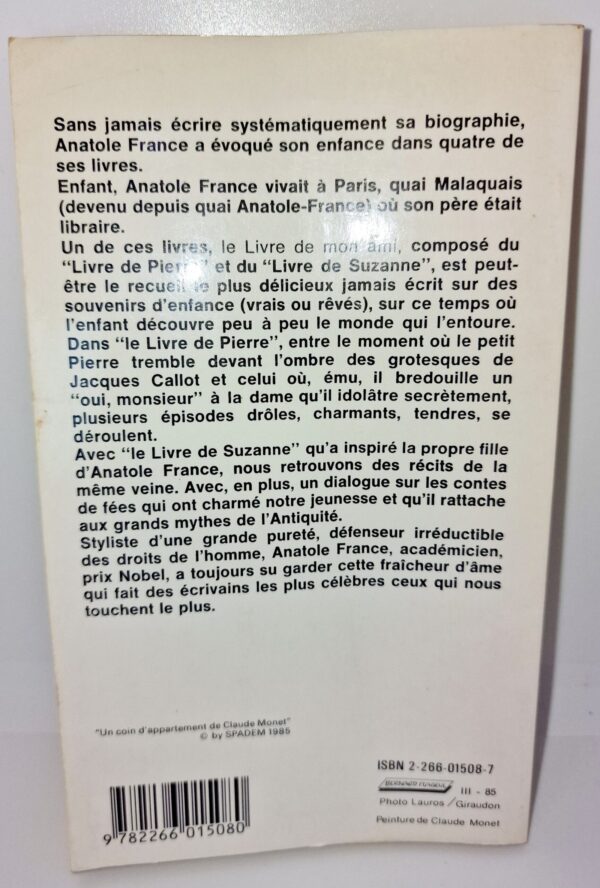 Sans jamais écrire systématiquement sa biographie,
Anatole France a évoqué son enfance dans quatre de
ses livres.
Enfant, Anatole France vivait à Paris, quai Malaquais
(devenu depuis quai Anatole-France) où son père était
libraire.
Un de ces livres, le Livre de mon ami, composé du
"Livre de Pierre" et du "Livre de Suzanne", est peut-
être le recueil le plus délicieux jamais écrit sur des
souvenirs d'enfance (vrais ou rêvés), sur ce temps où
l'enfant découvre peu à peu le monde qui l'entoure.
Dans "le Livre de Pierre", entre le moment où le petit
Pierre tremble devant l'ombre des grotesques de
Jacques Callot et celui où, ému, il bredouille un
"oui, monsieur" à la dame qu'il idolâtre secrètement,
plusieurs épisodes drôles, charmants, tendres, se
déroulent.
Avec "le Livre de Suzanne" qu'a inspiré la propre fille
d'Anatole France, nous retrouvons des récits de la
même veine. Avec, en plus, un dialogue sur les contes
de fées qui ont charmé notre jeunesse et qu'il rattache
aux grands mythes de l'Antiquité.
Styliste d'une grande pureté, défenseur irréductible
des droits de l'homme, Anatole France, académicien,
prix Nobel, a toujours su garder cette fraîcheur d'âme
qui fait des écrivains les plus célèbres ceux qui nous
touchent le plus.
"Un coin d'appartement de Claude Monet"
© by SPADEM 1985
ISBN 2-266-01508-7
III - 85
Photo Lauros / Giraudon
Peinture de Claude Monet
9 782266 015080